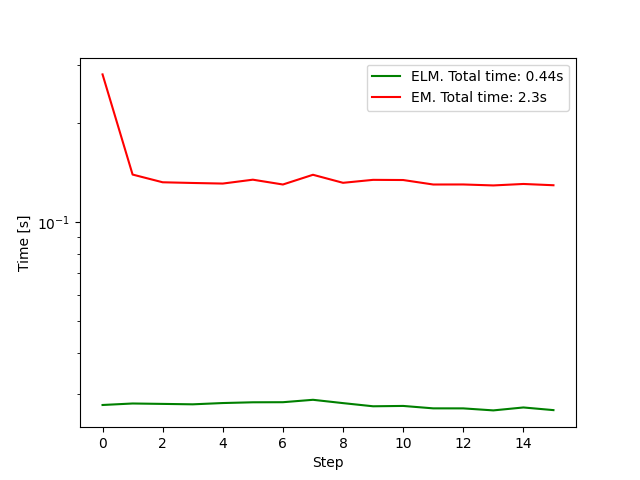 ELM. Total time: 0.44s
EM. Total time: 2.3s
Time [s]
10⁻¹
0 2 4 6 8 10 12 14
Step